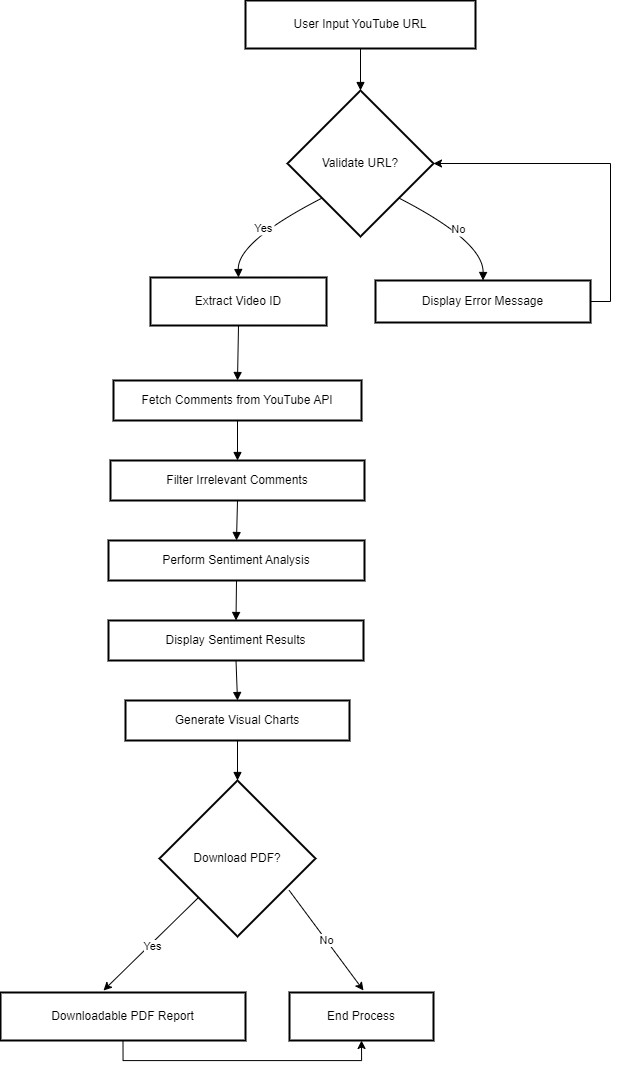 User Input YouTube URL
Validate URL?
Yes
No
Extract Video ID
Display Error Message
Fetch Comments from YouTube API
Filter Irrelevant Comments
Perform Sentiment Analysis
Display Sentiment Results
Generate Visual Charts
Download PDF?
Yes
No
Downloadable PDF Report
End Process